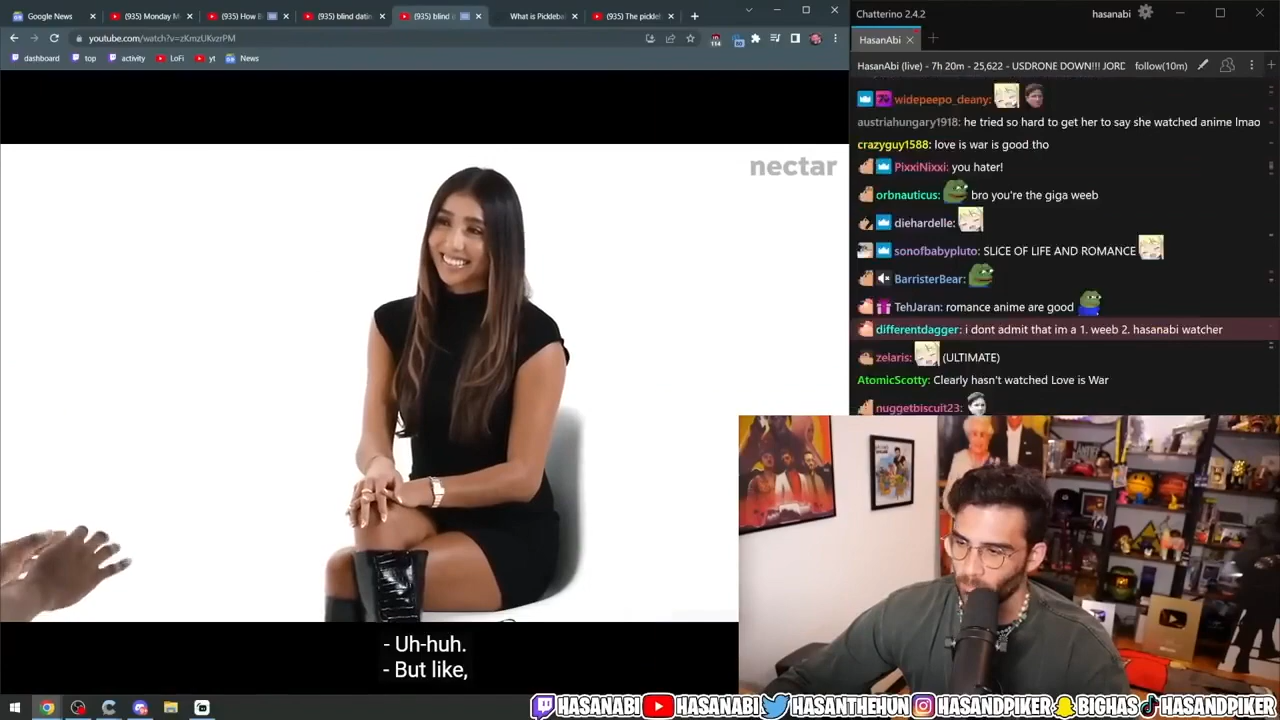 Google News
(935) Monday M
(935) How B
(935) blind datin
(935) blind
What is Pickleba
(935) The pickle
youtube.com/watch?v=zKmzUKvzrPM
114
dashboard
top
activity
LoFi
yt
News
nectar
- Uh-huh.
- But like,
Chatterino 2.4.2
hasanabi
HasanAbi
HasanAbi (live) - 7h 20m - 25,622 - USDRONE DOWN!!! JORD
follow(10m)
widepeepo_deany:
austriahungary1918: he tried so hard to get her to say she watched anime lmao
crazyguy1588: love is war is good tho
PixxiNixxi: you hater!
orbnauticus: bro you're the giga weeb
diehardelle:
sonofbabypluto: SLICE OF LIFE AND ROMANCE
BarristerBear:
TehJaran: romance anime are good
differentdagger: i dont admit that im a 1. weeb 2. hasanabi watcher
zelaris: (ULTIMATE)
AtomicScotty: Clearly hasn't watched Love is War
nuggetbiscuit23:
HASANABI HASANABI HASANTHEHUN HASANDPIKER BIGHAS HASANDPIKER